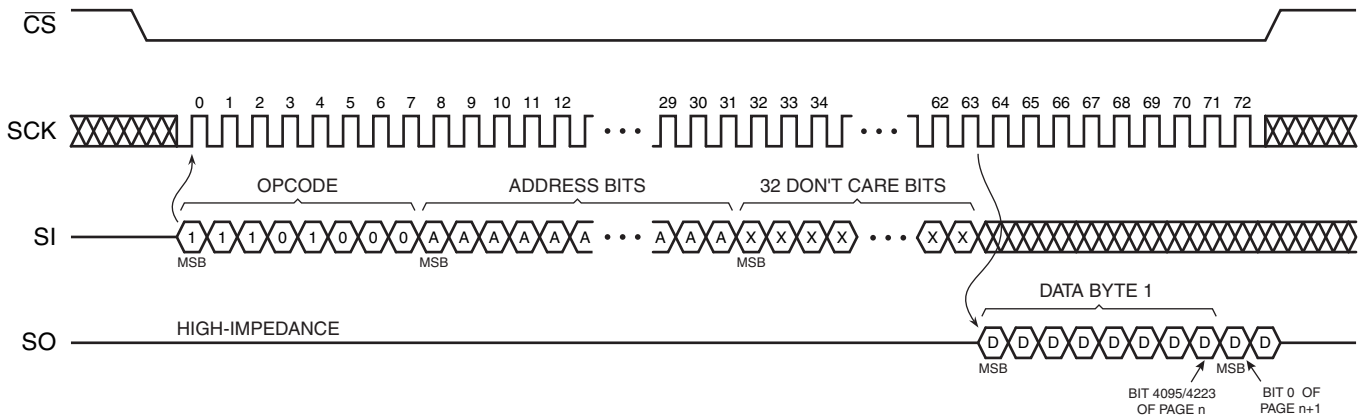 CS
SCK
0 1 2 3 4 5 6 7 8 9 10 11 12 29 30 31 32 33 34 62 63 64 65 66 67 68 69 70 71 72
OPCODE ADDRESS BITS 32 DON'T CARE BITS
SI
1 1 1 0 1 0 0 0 A A A A A A A A A X X X X X X
MSB MSB MSB
DATA BYTE 1
SO
HIGH-IMPEDANCE
D D D D D D D D D D
MSB MSB
BIT 4095/4223
OF PAGE n
BIT 0 OF
PAGE n+1